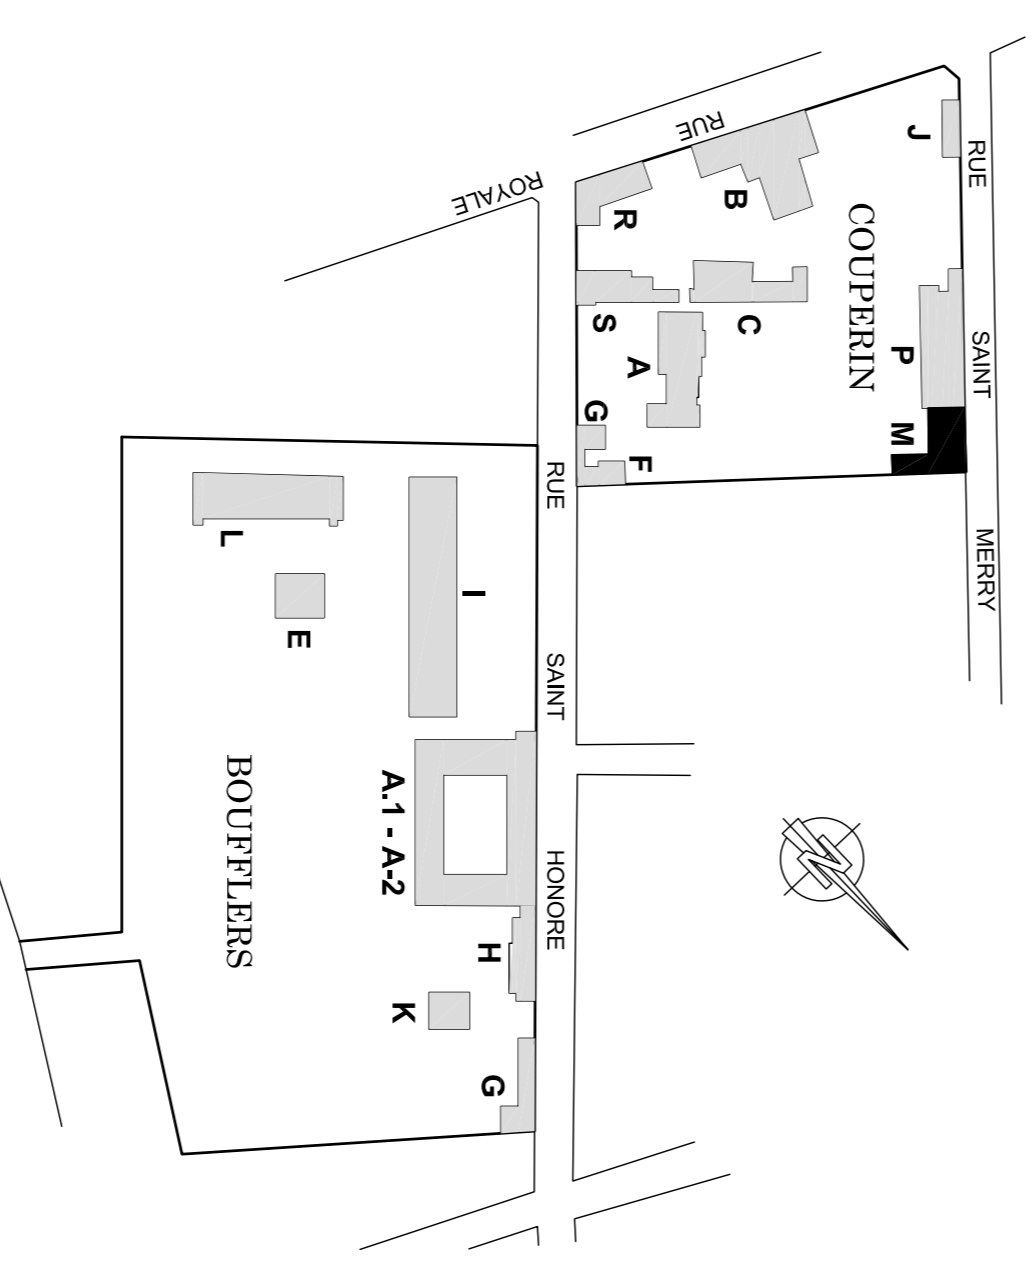 RUE
ROYALE
J
RUE
SAINT
MERRY
B
R
COUPERIN
S
C
P
A
G
M
F
RUE
SAINT
HONORE
L
I
E
BOUFFLERS
A.1 - A-2
H
K
G
N